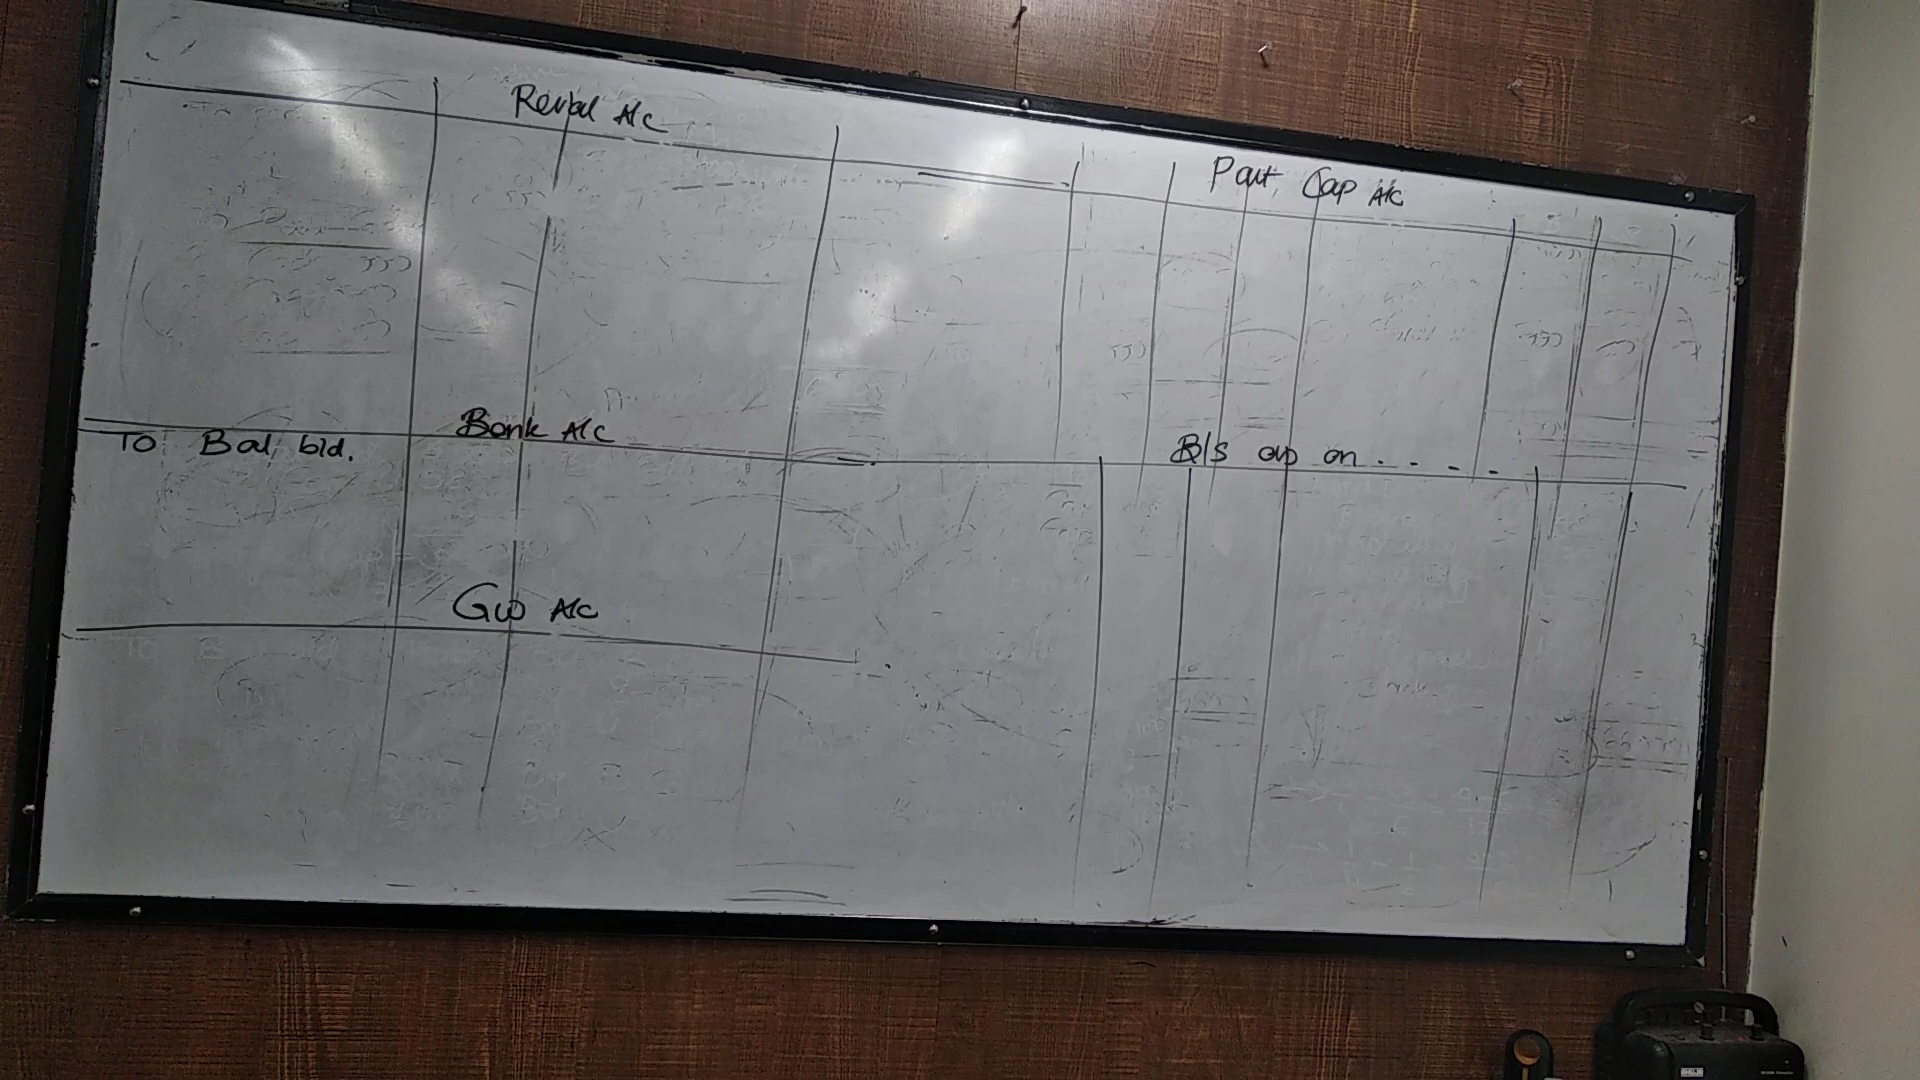 Reval A/c
Part. Cap A/c
Bank A/c
To Bal b/d.
B/s as on . - - - -
Gw A/c